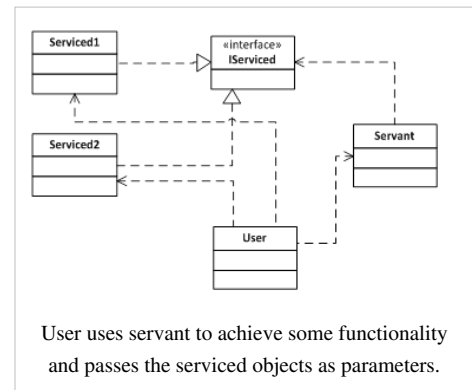 Serviced1
«interface»
IServiced
Serviced2
Servant
User
User uses servant to achieve some functionality
and passes the serviced objects as parameters.